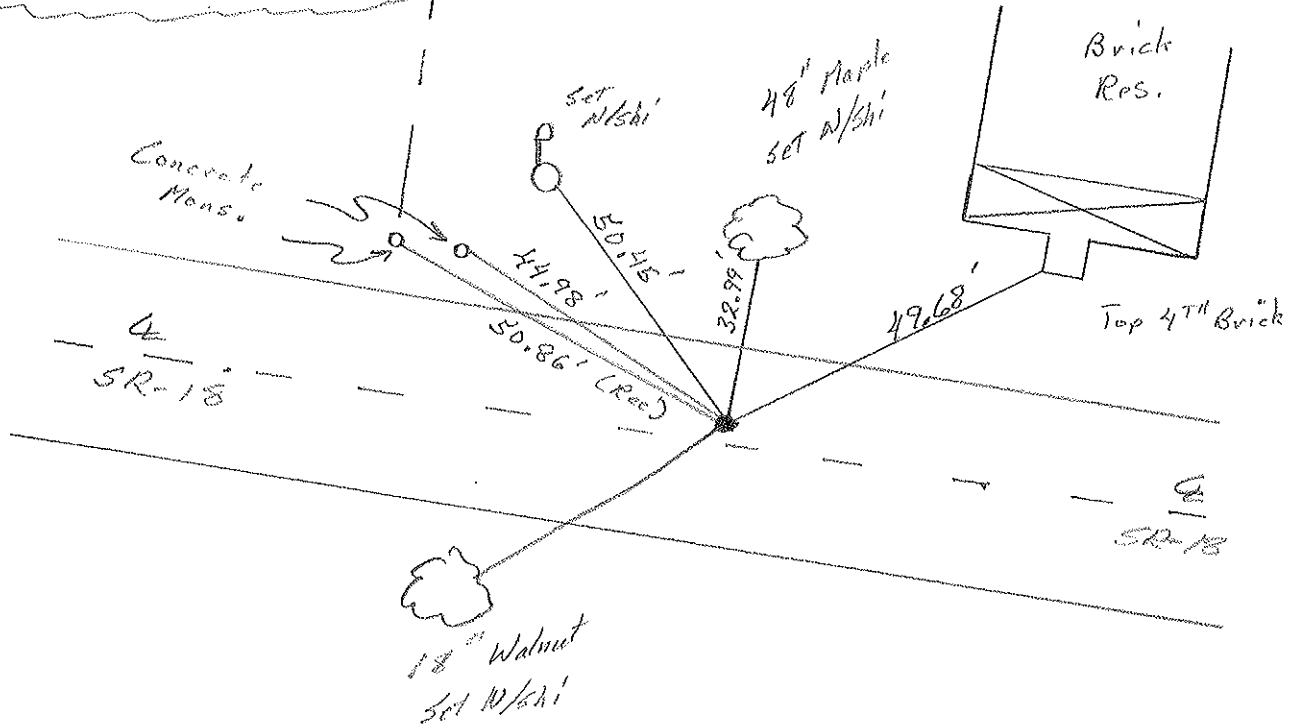 Brick
Res.
48" Maple
set N/shi
set
N/shi
Concrete
Mons.
50.45'
44.98'
50.86' (Rec)
32.99'
49.68'
Top 4TH Brick
℄
SR-18
℄
SR-18
18" Walnut
Set N/shi